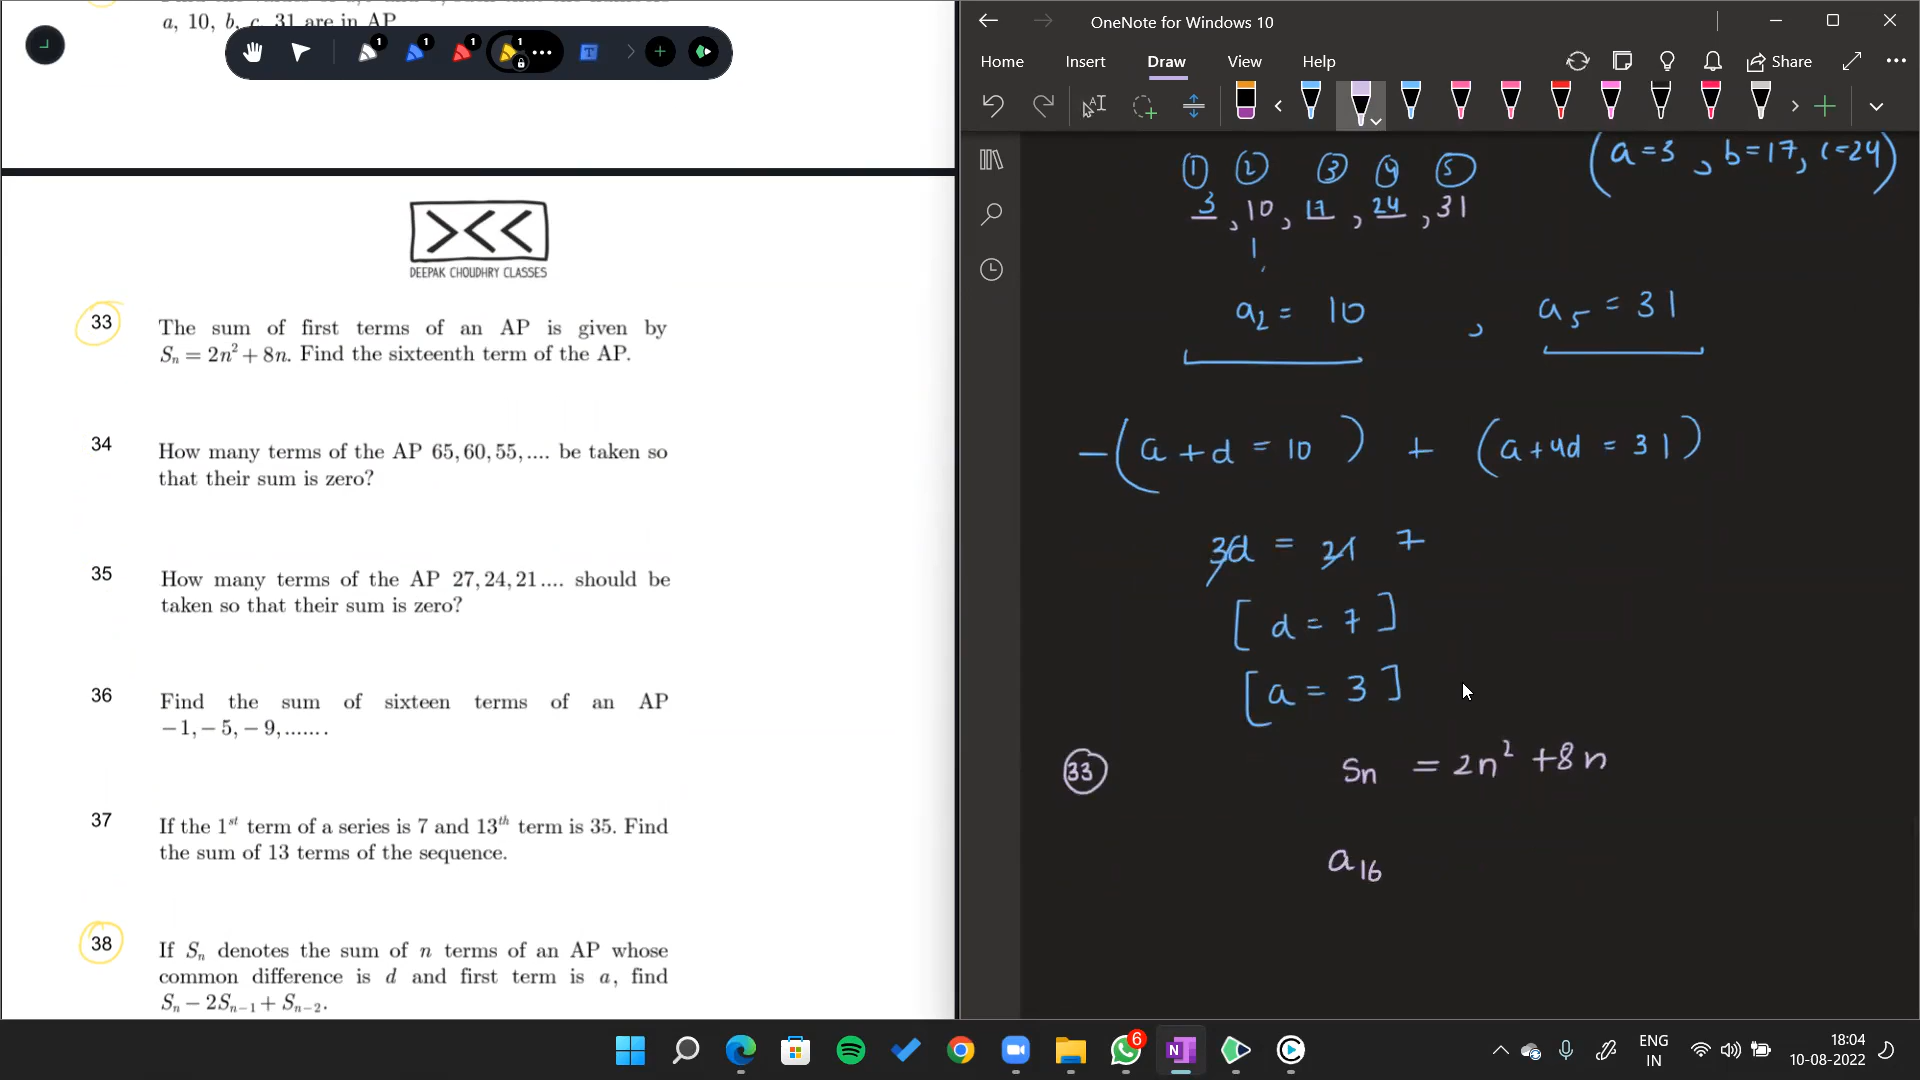 a, 10, b, c, 31 are in AP
1 1 1 1
DEEPAK CHOUDHRY CLASSES
33 The sum of first terms of an AP is given by
Sₙ = 2n² + 8n. Find the sixteenth term of the AP.
34 How many terms of the AP 65, 60, 55, .... be taken so
that their sum is zero?
35 How many terms of the AP 27, 24, 21.... should be
taken so that their sum is zero?
36 Find the sum of sixteen terms of an AP
−1, −5, −9, .......
37 If the 1ˢᵗ term of a series is 7 and 13ᵗʰ term is 35. Find
the sum of 13 terms of the sequence.
38 If Sₙ denotes the sum of n terms of an AP whose
common difference is d and first term is a, find
Sₙ − 2Sₙ₋₁ + Sₙ₋₂.
OneNote for Windows 10
Home Insert Draw View Help Share
(a=3, b=17, c=24)
1 2 3 4 5
3, 10, 17, 24, 31
a₂ = 10, a₅ = 31
−(a + d = 10) + (a+4d = 31)
3d = 21 7
[d = 7]
[a = 3]
33 Sn = 2n² + 8n
a₁₆
6
ENG
IN
18:04
10-08-2022